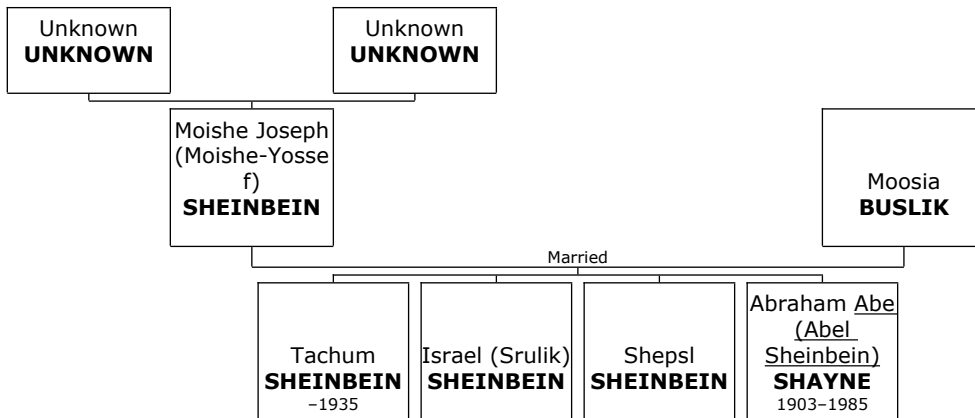 Unknown
UNKNOWN
Unknown
UNKNOWN
Moishe Joseph
(Moishe-Yosse
f)
SHEINBEIN
Moosia
BUSLIK
Married
Tachum
SHEINBEIN
–1935
Israel (Srulik)
SHEINBEIN
Shepsl
SHEINBEIN
Abraham Abe
(Abel
Sheinbein)
SHAYNE
1903–1985